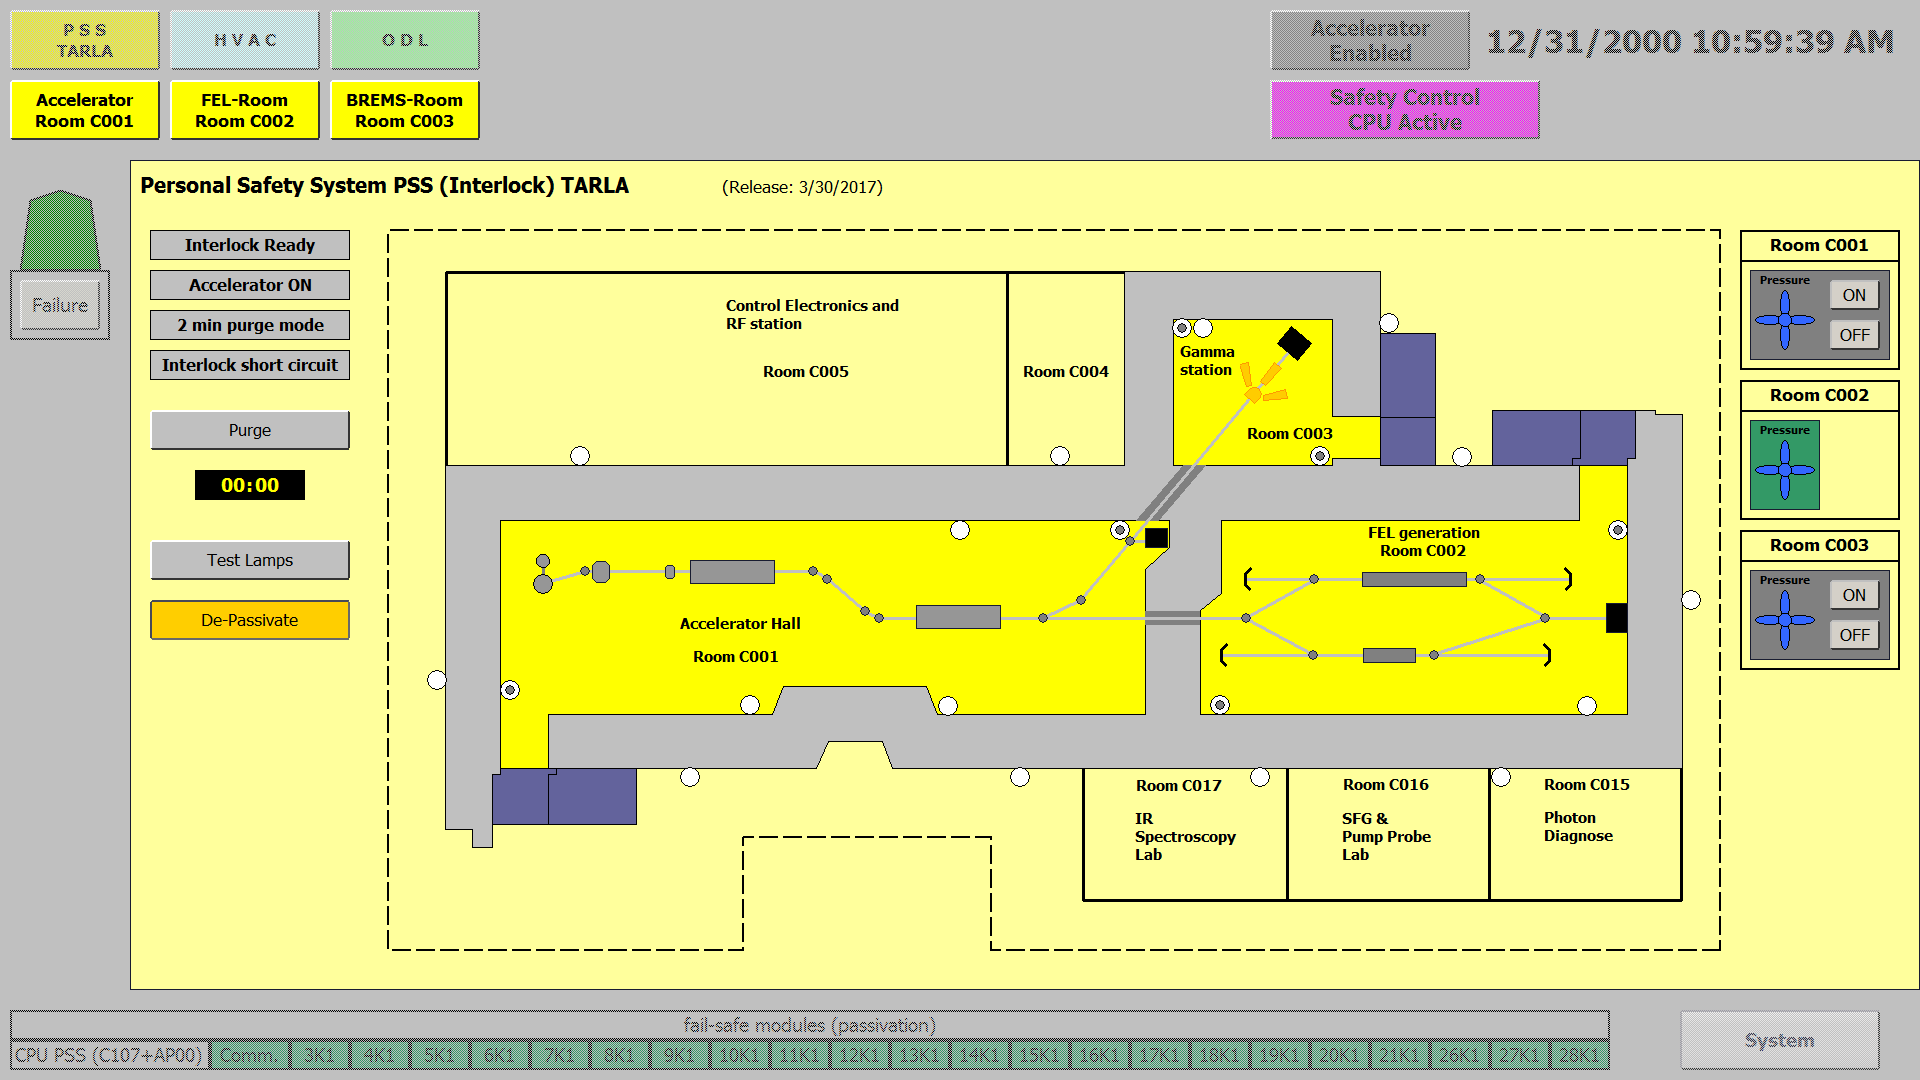 P S S
TARLA
H V A C
O D L
Accelerator
Enabled
12/31/2000 10:59:39 AM
Accelerator
Room C001
FEL-Room
Room C002
BREMS-Room
Room C003
Safety Control
CPU Active
Personal Safety System PSS (Interlock) TARLA
(Release: 3/30/2017)
Failure
Interlock Ready
Accelerator ON
2 min purge mode
Interlock short circuit
Purge
00:00
Test Lamps
De-Passivate
Control Electronics and
RF station
Room C005
Room C004
Gamma
station
Room C003
FEL generation
Room C002
Accelerator Hall
Room C001
Room C017
IR
Spectroscopy
Lab
Room C016
SFG &
Pump Probe
Lab
Room C015
Photon
Diagnose
Room C001
Pressure
ON
OFF
Room C002
Pressure
Room C003
Pressure
ON
OFF
fail-safe modules (passivation)
CPU PSS (C107+AP00) Comm. 3K1 4K1 5K1 6K1 7K1 8K1 9K1 10K1 11K1 12K1 13K1 14K1 15K1 16K1 17K1 18K1 19K1 20K1 21K1 26K1 27K1 28K1
System